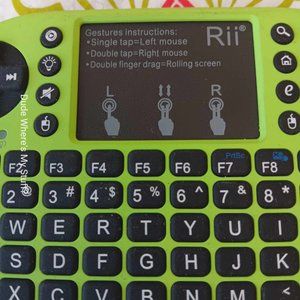 Gestures instructions:
•Single tap=Left mouse
•Double tap=Right mouse
•Double finger drag=Rolling screen
Rii®
L R
e
Dude Where's My Stuff@
PrtSc
F2 F3 F4 F5 F6 F7 F8
2 3 # 4 $ 5 % 6 ^ 7 & 8 *
W E R T Y U I
S D F G H J K
X C V B N M